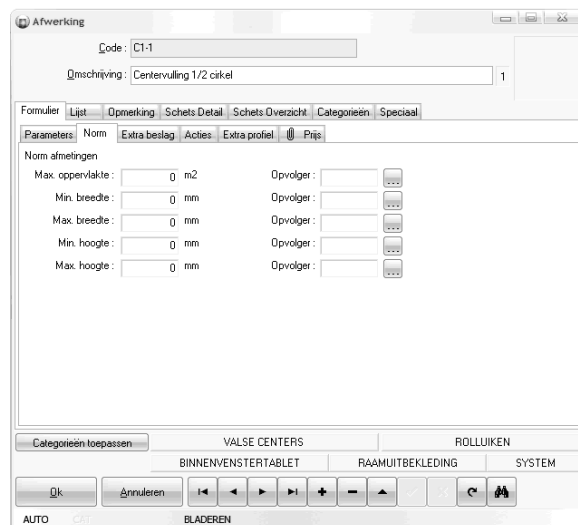 Afwerking
Code : C1-1
Omschrijving : Centervulling 1/2 cirkel 1
Formulier Lijst Opmerking Schets Detail Schets Overzicht Categorieën Speciaal
Parameters Norm Extra beslag Acties Extra profiel Prijs
Norm afmetingen
Max. oppervlakte : 0 m2 Opvolger : ...
Min. breedte : 0 mm Opvolger : ...
Max. breedte : 0 mm Opvolger : ...
Min. hoogte : 0 mm Opvolger : ...
Max. hoogte : 0 mm Opvolger : ...
Categorieën toepassen VALSE CENTERS ROLLUIKEN
BINNENVENSTERTABLET RAAMUITBEKLEDING SYSTEM
Ok Annuleren
AUTO CAT BLADEREN